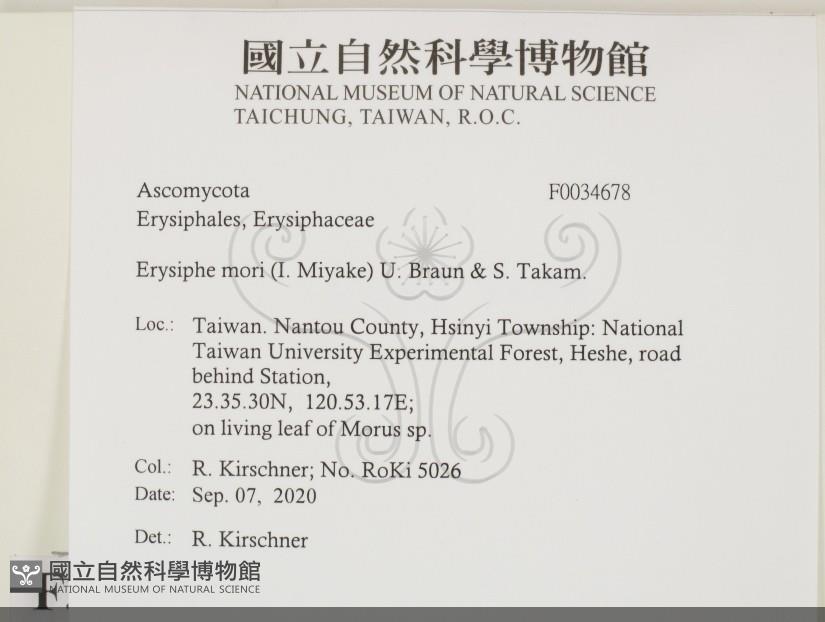 國立自然科學博物館
NATIONAL MUSEUM OF NATURAL SCIENCE
TAICHUNG, TAIWAN, R.O.C.
Ascomycota F0034678
Erysiphales, Erysiphaceae
Erysiphe mori (I. Miyake) U. Braun & S. Takam.
Loc.: Taiwan. Nantou County, Hsinyi Township: National
Taiwan University Experimental Forest, Heshe, road
behind Station,
23.35.30N, 120.53.17E;
on living leaf of Morus sp.
Col.: R. Kirschner; No. RoKi 5026
Date: Sep. 07, 2020
Det.: R. Kirschner
國立自然科學博物館
NATIONAL MUSEUM OF NATURAL SCIENCE